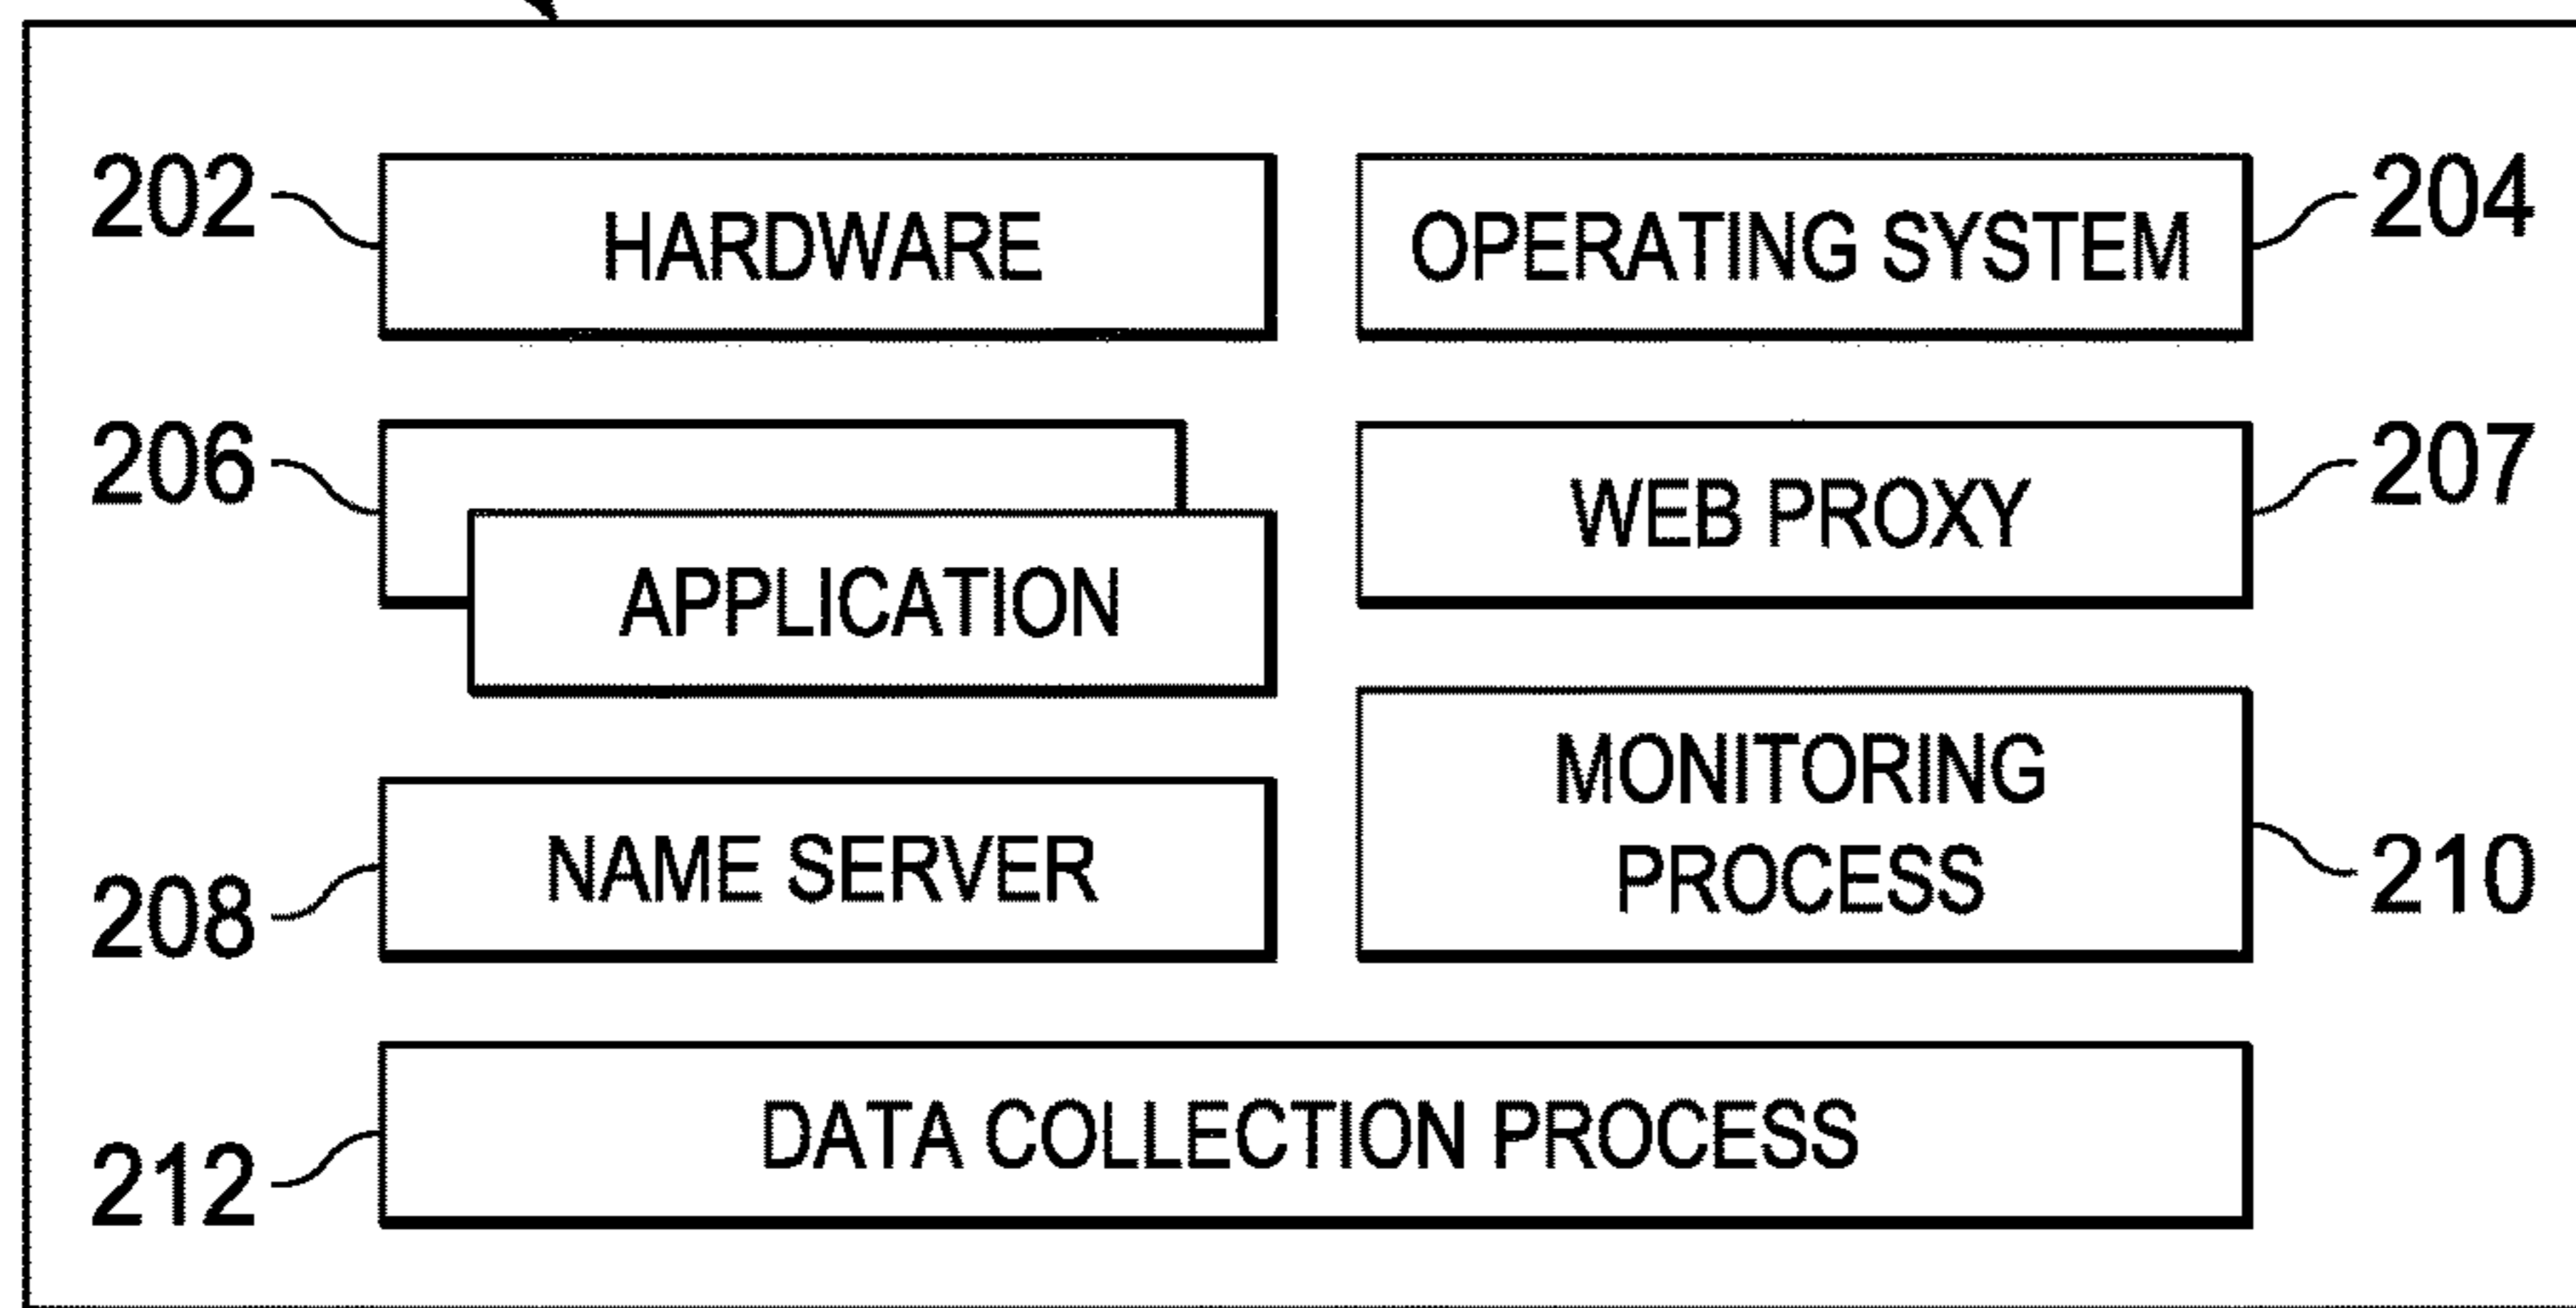 202
HARDWARE
OPERATING SYSTEM
204
206
APPLICATION
WEB PROXY
207
208
NAME SERVER
MONITORING
PROCESS
210
212
DATA COLLECTION PROCESS